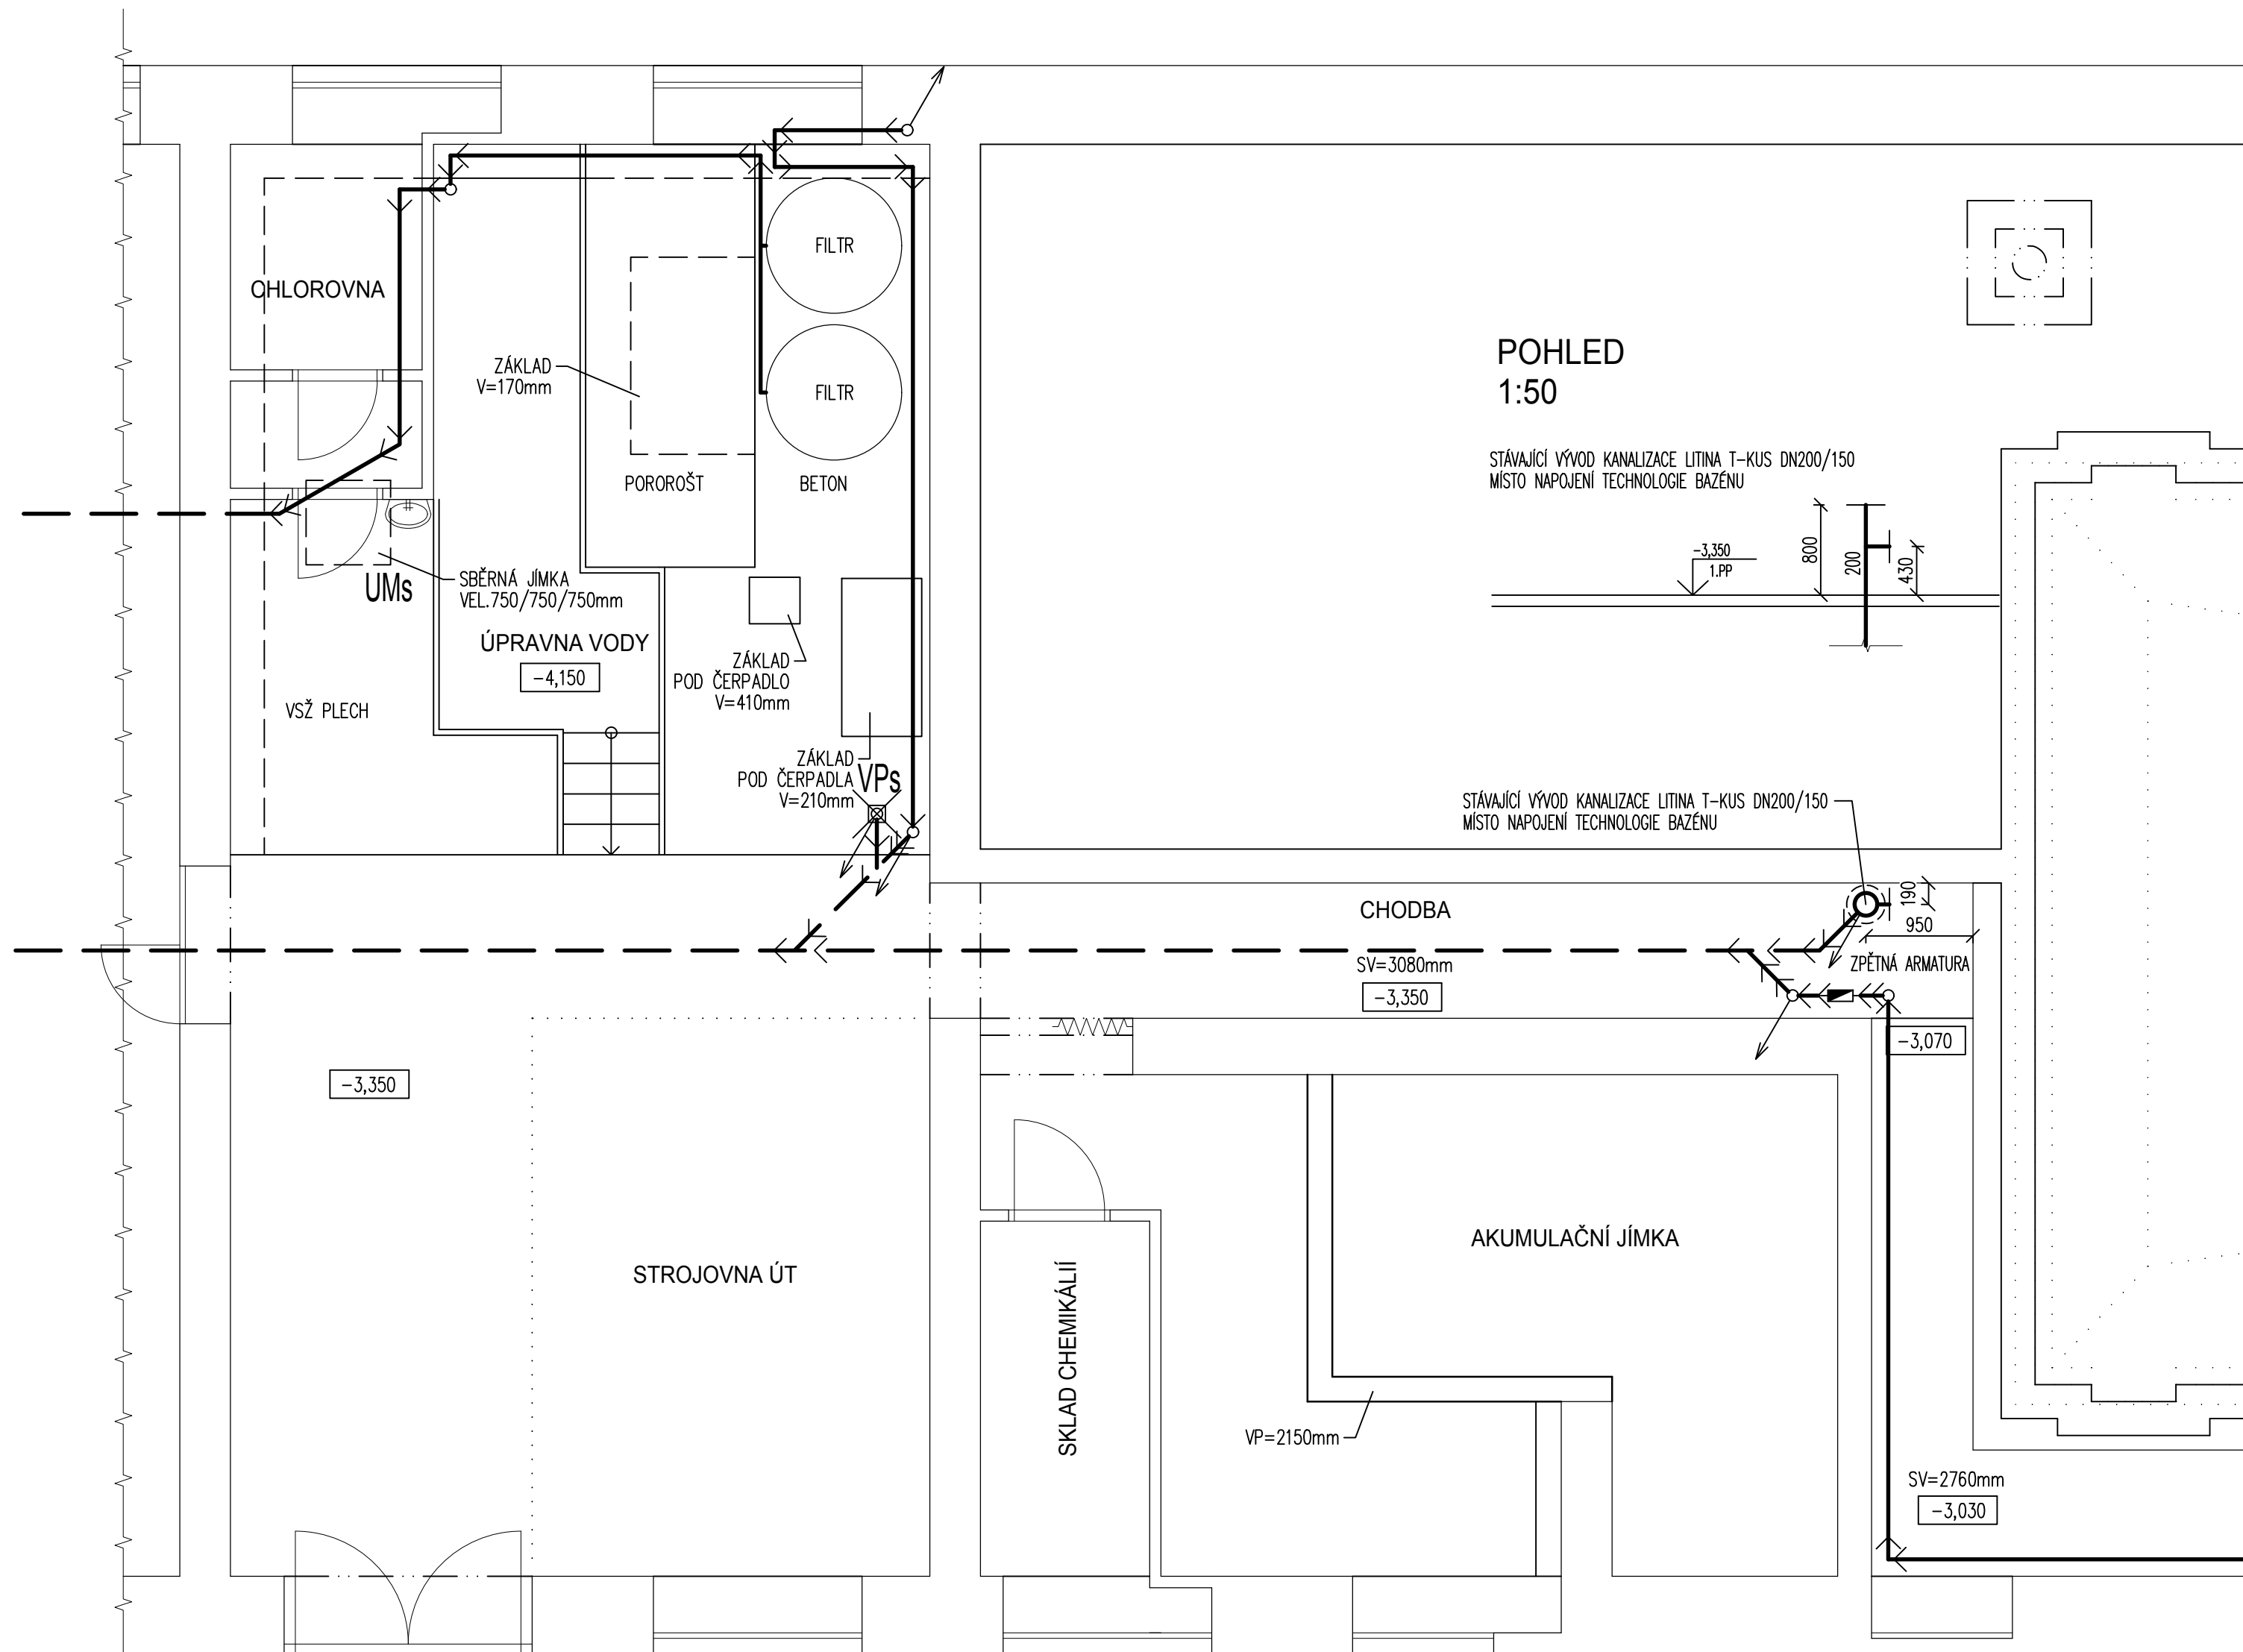 FILTR
CHLOROVNA
ZÁKLAD
V=170mm
FILTR
POROROŠT
BETON
UMs
SBĚRNÁ JÍMKA
VEL.750/750/750mm
ÚPRAVNA VODY
-4,150
ZÁKLAD
POD ČERPADLO
V=410mm
VSŽ PLECH
ZÁKLAD
POD ČERPADLA
V=210mm
VPs
POHLED
1:50
STÁVAJÍCÍ VÝVOD KANALIZACE LITINA T-KUS DN200/150
MÍSTO NAPOJENÍ TECHNOLOGIE BAZÉNU
-3,350
1.PP
800
200
430
STÁVAJÍCÍ VÝVOD KANALIZACE LITINA T-KUS DN200/150
MÍSTO NAPOJENÍ TECHNOLOGIE BAZÉNU
CHODBA
190
950
SV=3080mm
-3,350
ZPĚTNÁ ARMATURA
-3,070
-3,350
STROJOVNA ÚT
SKLAD CHEMIKÁLIÍ
AKUMULAČNÍ JÍMKA
VP=2150mm
SV=2760mm
-3,030